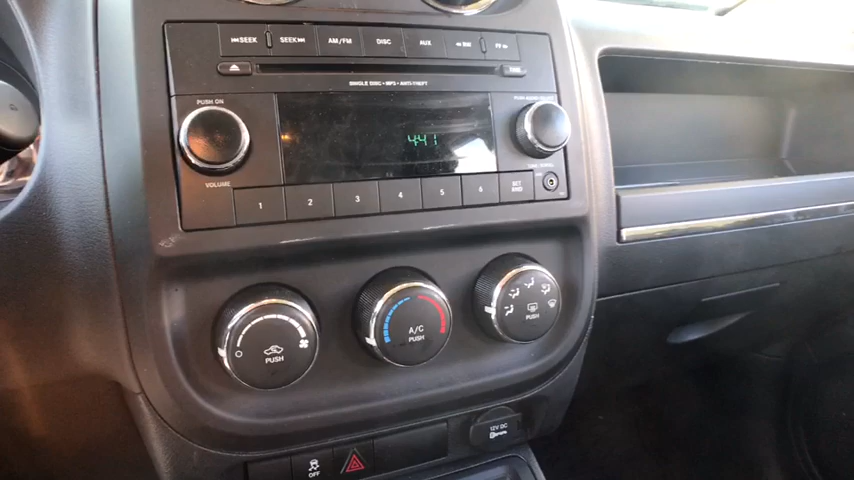 ⏮SEEK
SEEK⏭
AM/FM
DISC
AUX
SINGLE DISC • MP3 • ANTI-THEFT
PUSH ON
VOLUME
4:41
1
2
3
4
5
6
SET
A/C
PUSH
PUSH
PUSH
12V DC
OFF